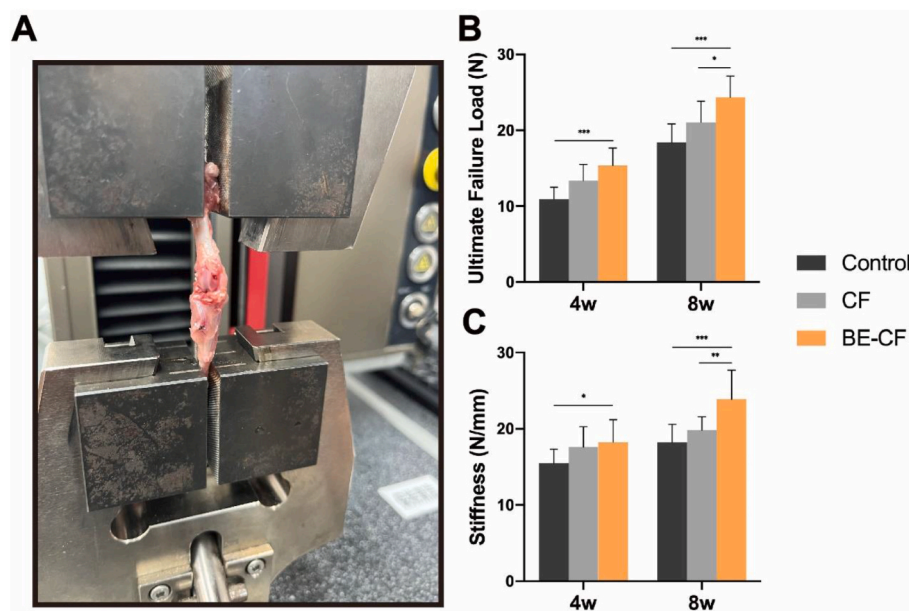 A
B
Ultimate Failure Load (N)
30
20
10
0
***
***
*
4w
8w
C
Stiffness (N/mm)
30
20
10
0
*
***
**
4w
8w
Control
CF
BE-CF